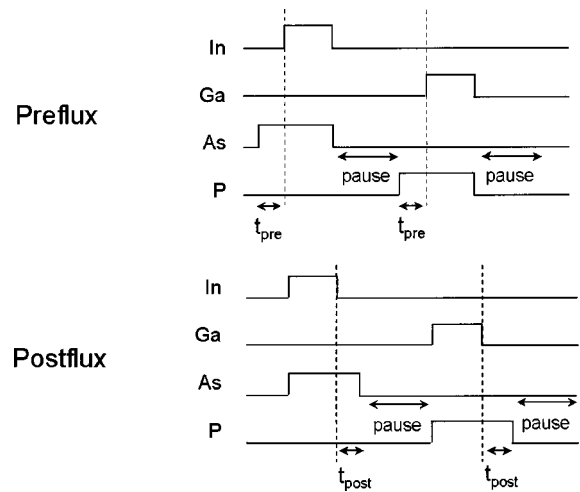 In
Ga
Preflux
As
pause
pause
P
t_pre
t_pre
In
Ga
Postflux
As
pause
pause
P
t_post
t_post